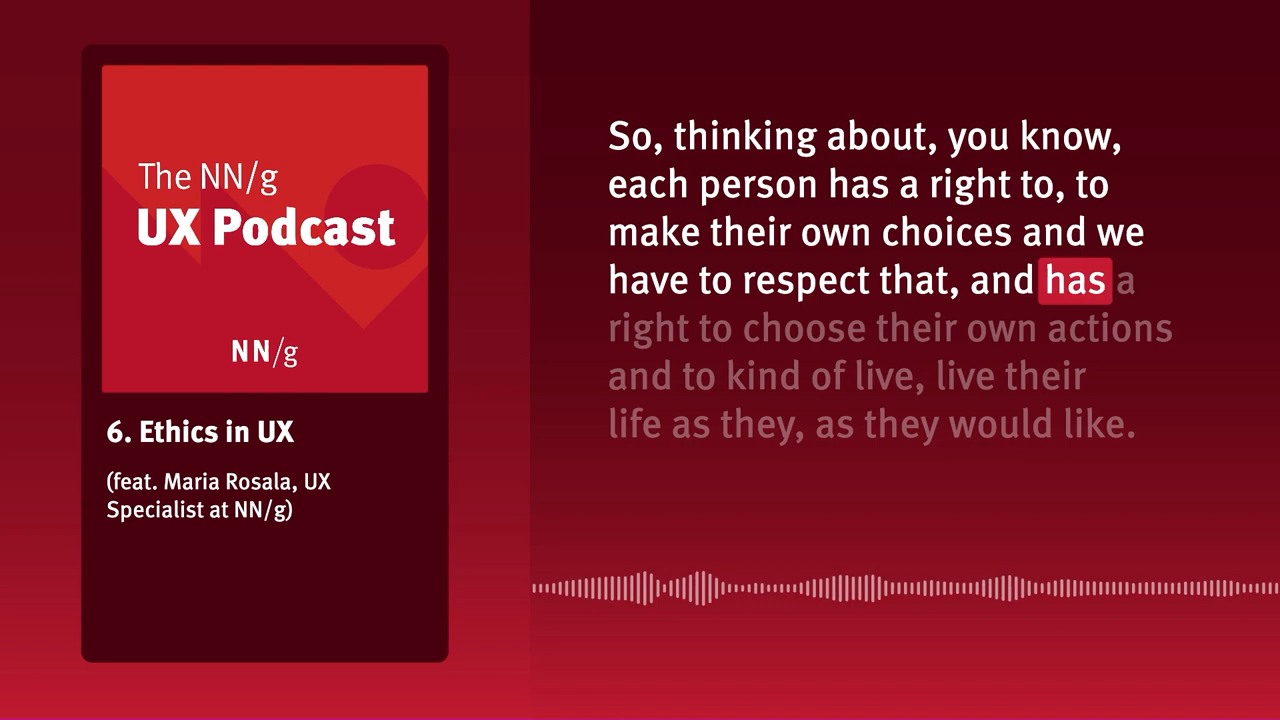 The NN/g
UX Podcast
NN/g
6. Ethics in UX
(feat. Maria Rosala, UX
Specialist at NN/g)
So, thinking about, you know,
each person has a right to, to
make their own choices and we
have to respect that, and has a
right to choose their own actions
and to kind of live, live their
life as they, as they would like.